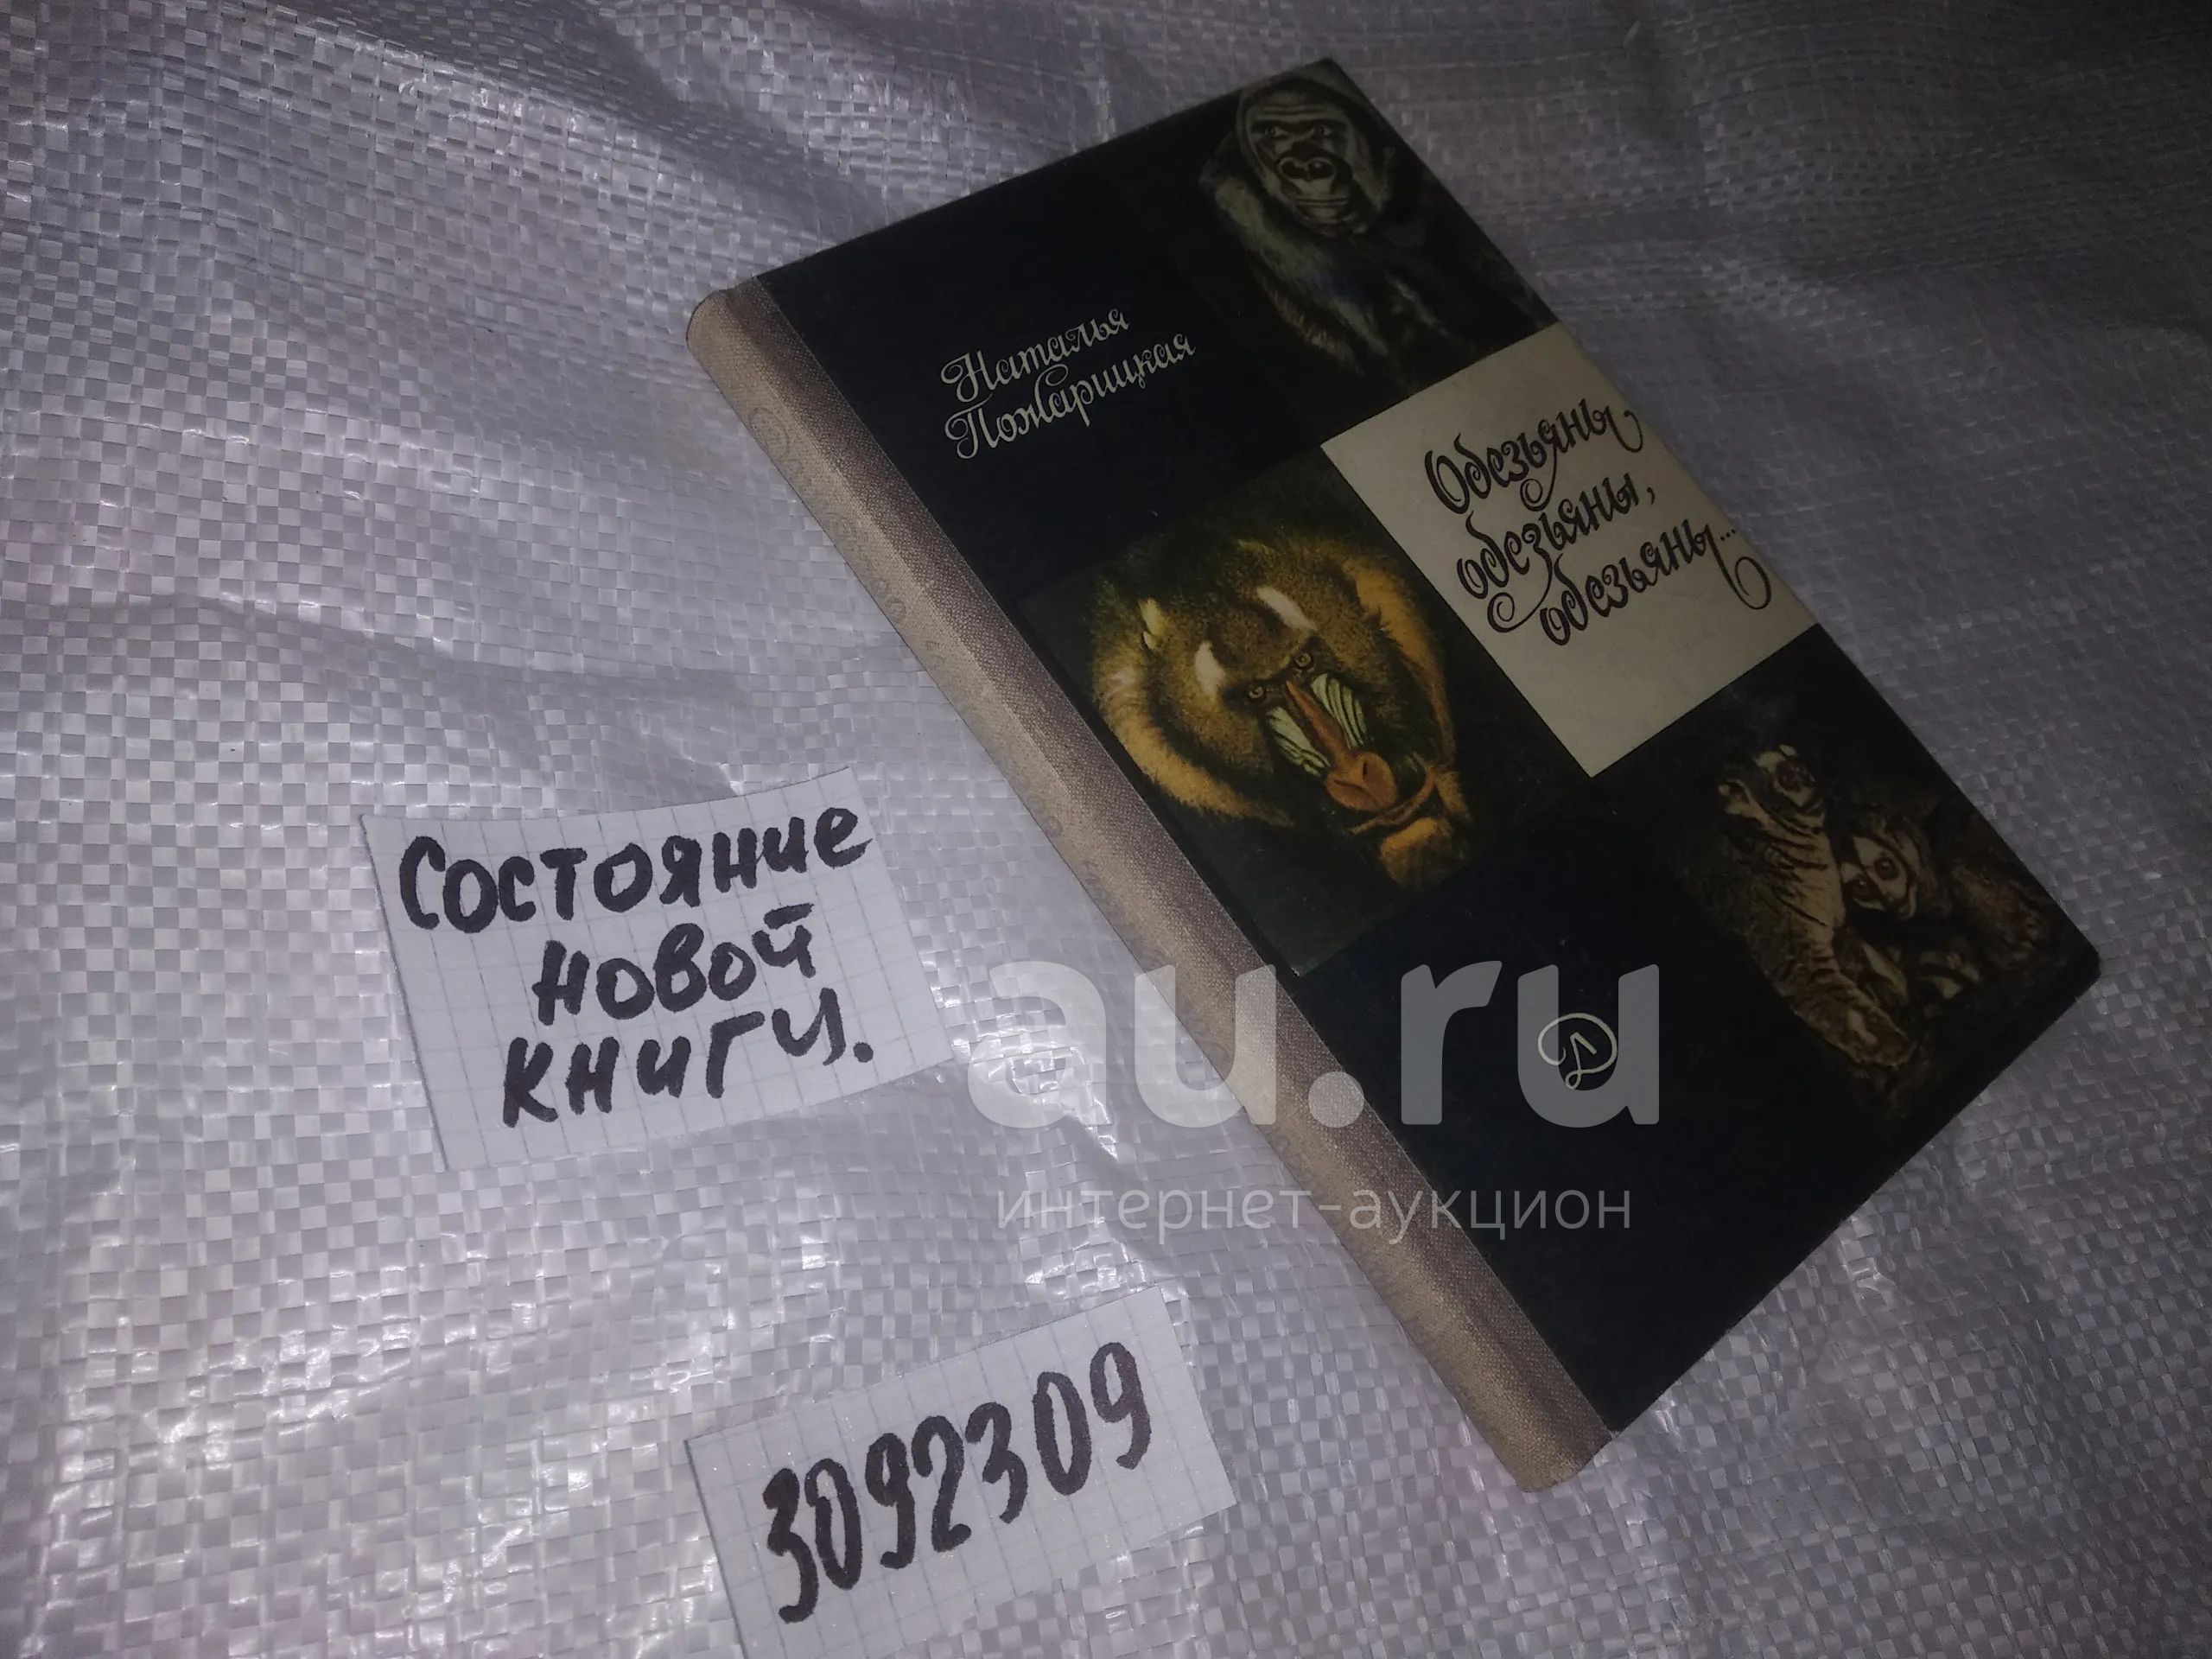 Наталья
Пожарицкая
Обезьяны
обезьяны,
обезьяны...
Д
Состояние
новой
книги.
3092309
au.ru
интернет-аукцион